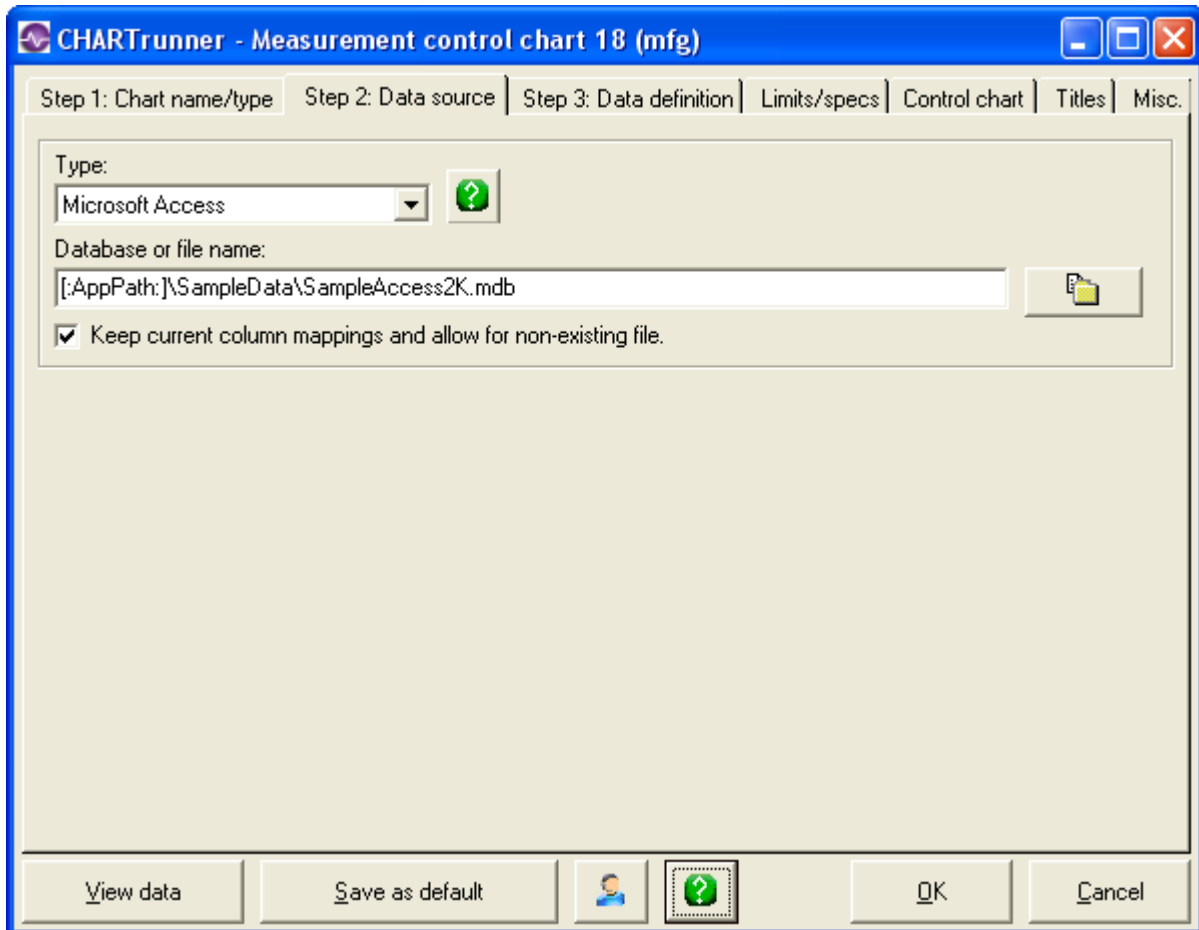 CHARTrunner - Measurement control chart 18 (mfg)
Step 1: Chart name/type Step 2: Data source Step 3: Data definition Limits/specs Control chart Titles Misc.
Type:
Microsoft Access
Database or file name:
[:AppPath:]\SampleData\SampleAccess2K.mdb
Keep current column mappings and allow for non-existing file.
View data Save as default OK Cancel